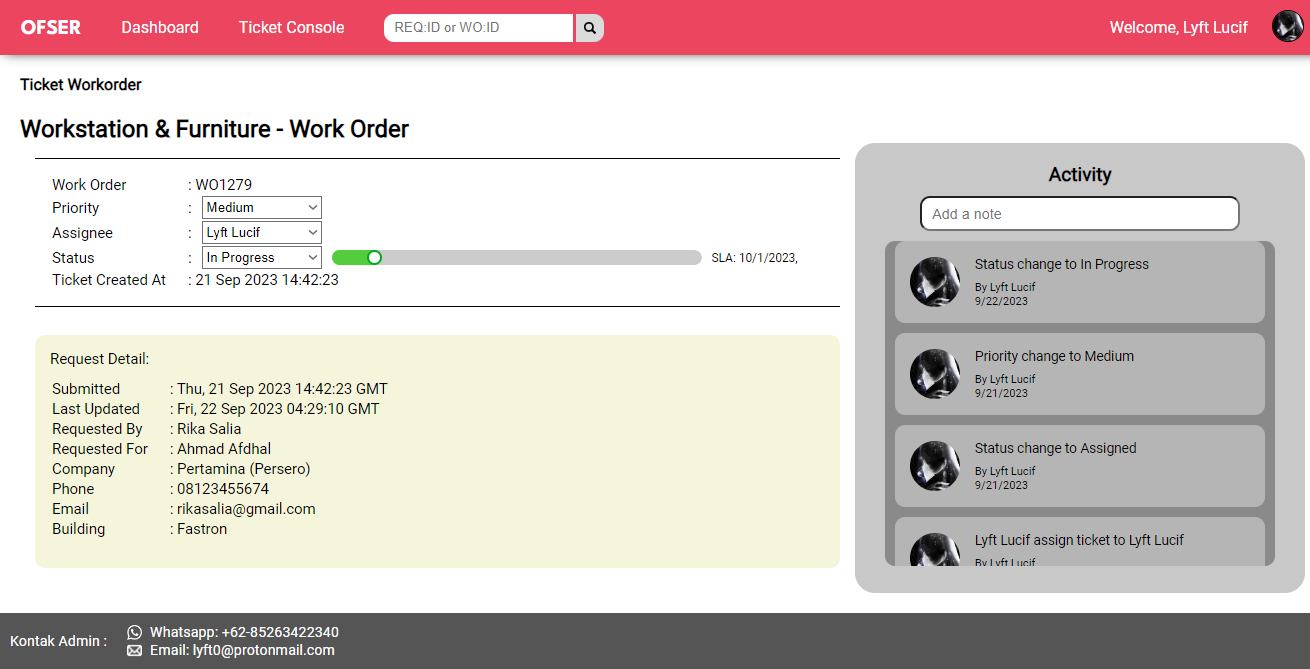 OFSER Dashboard Ticket Console REQ:ID or WO:ID Welcome, Lyft Lucif
Ticket Workorder
Workstation & Furniture - Work Order
Work Order : WO1279
Priority : Medium
Assignee : Lyft Lucif
Status : In Progress SLA: 10/1/2023,
Ticket Created At : 21 Sep 2023 14:42:23
Request Detail:
Submitted : Thu, 21 Sep 2023 14:42:23 GMT
Last Updated : Fri, 22 Sep 2023 04:29:10 GMT
Requested By : Rika Salia
Requested For : Ahmad Afdhal
Company : Pertamina (Persero)
Phone : 08123455674
Email : rikasalia@gmail.com
Building : Fastron
Activity
Add a note
Status change to In Progress
By Lyft Lucif
9/22/2023
Priority change to Medium
By Lyft Lucif
9/21/2023
Status change to Assigned
By Lyft Lucif
9/21/2023
Lyft Lucif assign ticket to Lyft Lucif
By Lyft Lucif
Kontak Admin :
Whatsapp: +62-85263422340
Email: lyft0@protonmail.com